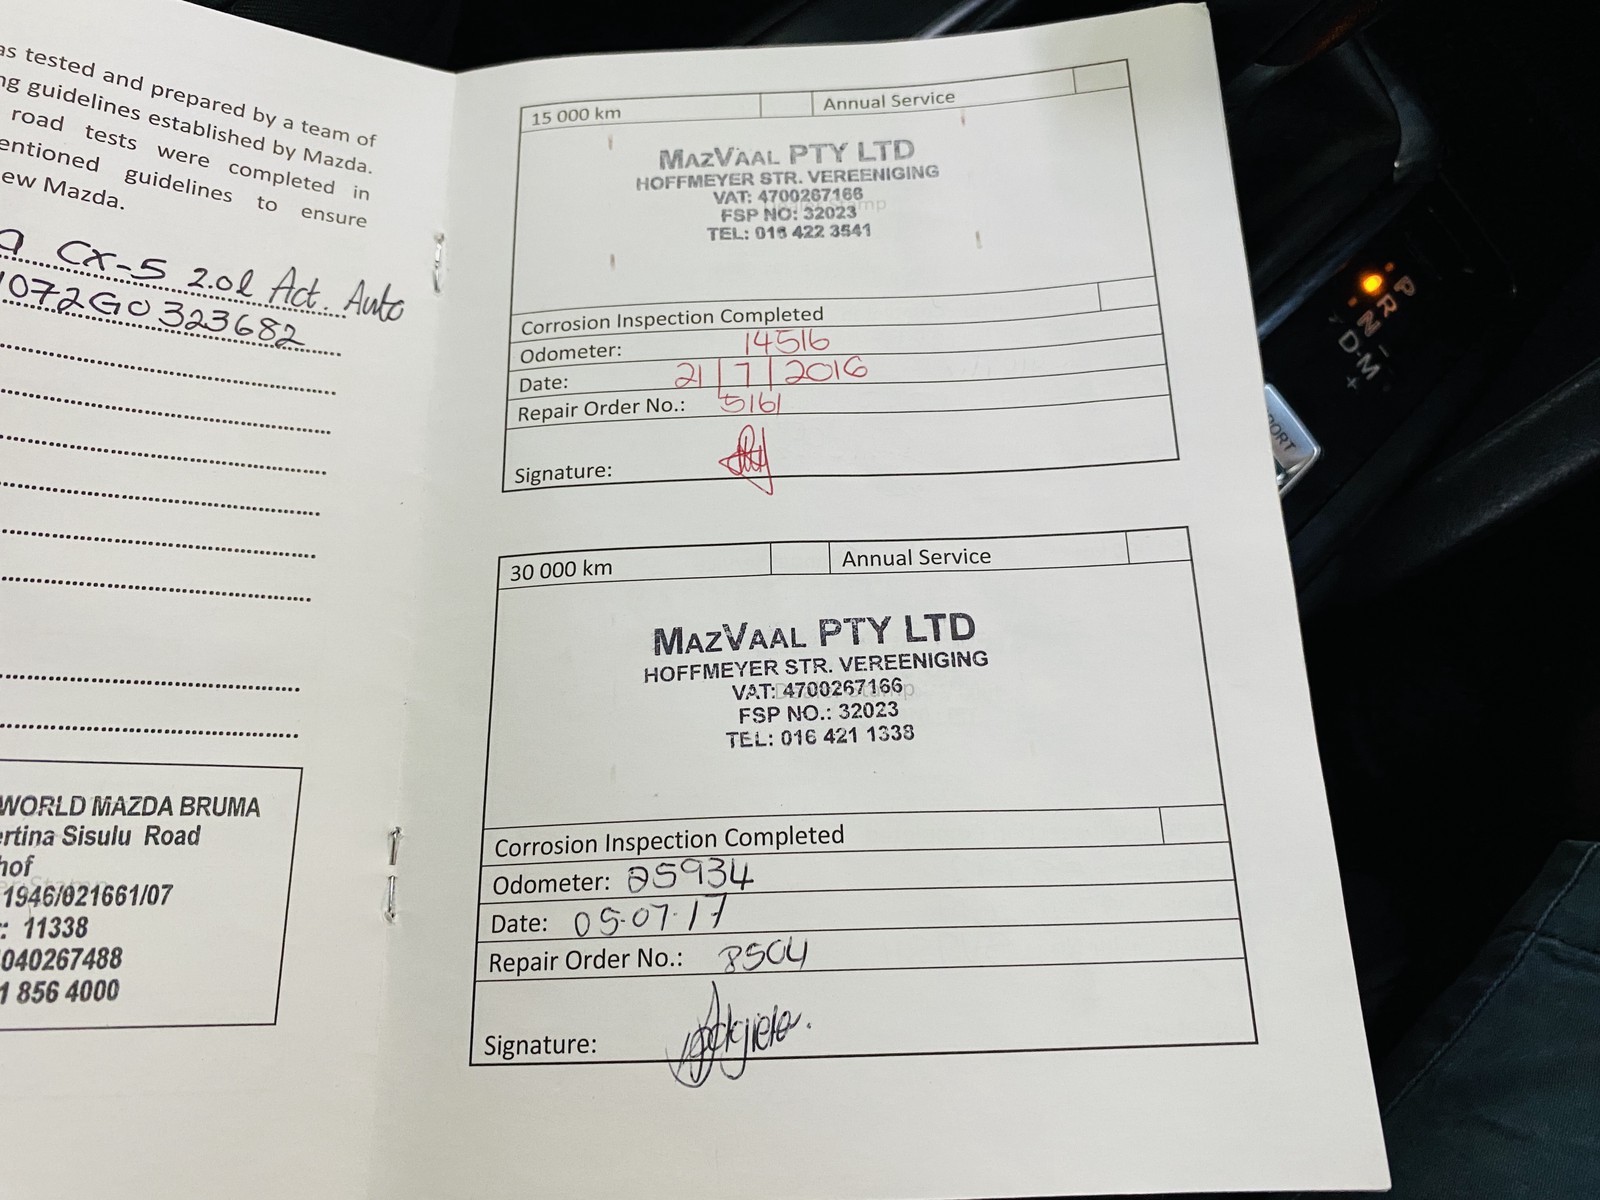 as tested and prepared by a team of
ng guidelines established by Mazda.
road tests were completed in
entioned guidelines to ensure
ew Mazda.
a CX-5 2.0l Act. Auto
1072G0323682
WORLD MAZDA BRUMA
ertina Sisulu Road
hof
1946/021661/07
: 11338
040267488
1 856 4000
15 000 km Annual Service
MAZVAAL PTY LTD
HOFFMEYER STR. VEREENIGING
VAT: 4700267166
FSP NO: 32023
TEL: 016 422 3541
Corrosion Inspection Completed
Odometer: 14516
Date: 21 | 7 | 2016
Repair Order No.: 5161
Signature:
30 000 km Annual Service
MAZVAAL PTY LTD
HOFFMEYER STR. VEREENIGING
VAT: 4700267166
FSP NO.: 32023
TEL: 016 421 1338
Corrosion Inspection Completed
Odometer: 25934
Date: 05-07-17
Repair Order No.: 8504
Signature:
P
R
N -
D-M
+
PORT